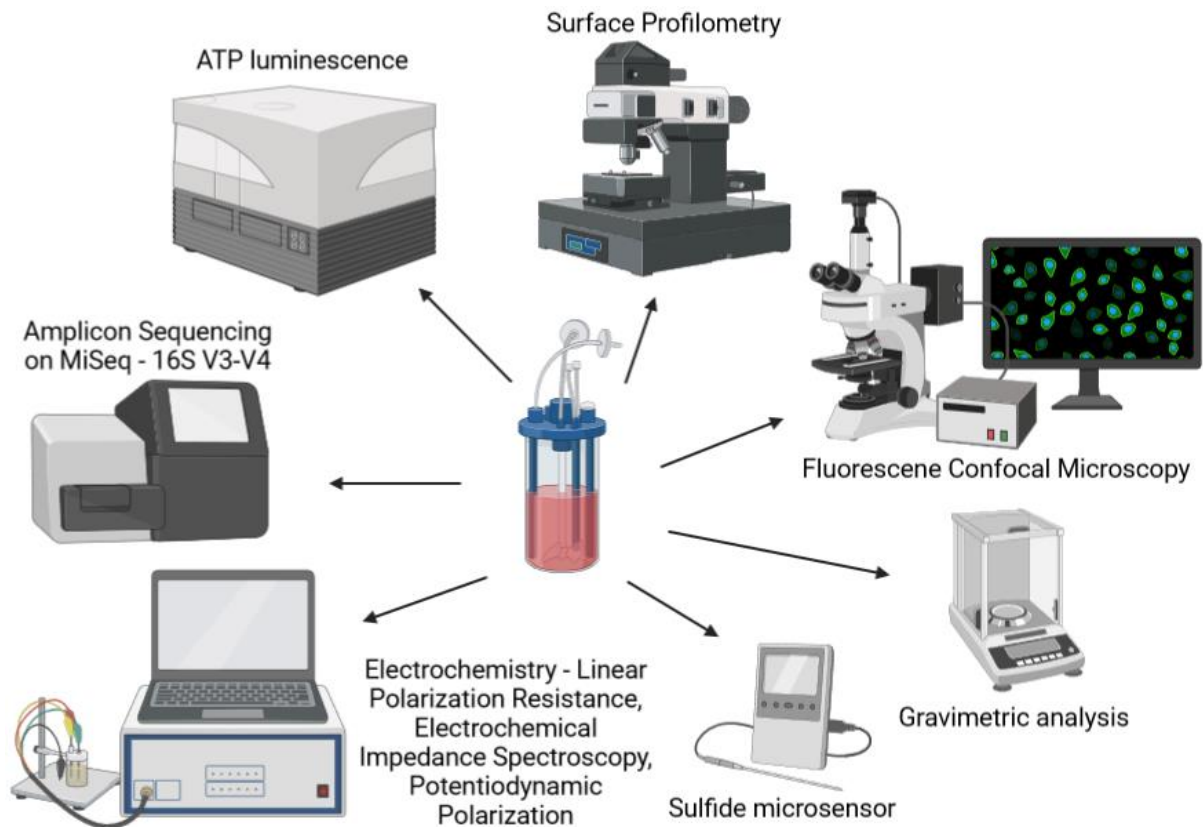 Surface Profilometry
ATP luminescence
Amplicon Sequencing
on MiSeq - 16S V3-V4
Fluorescene Confocal Microscopy
Gravimetric analysis
Electrochemistry - Linear
Polarization Resistance,
Electrochemical
Impedance Spectroscopy,
Potentiodynamic
Polarization
Sulfide microsensor